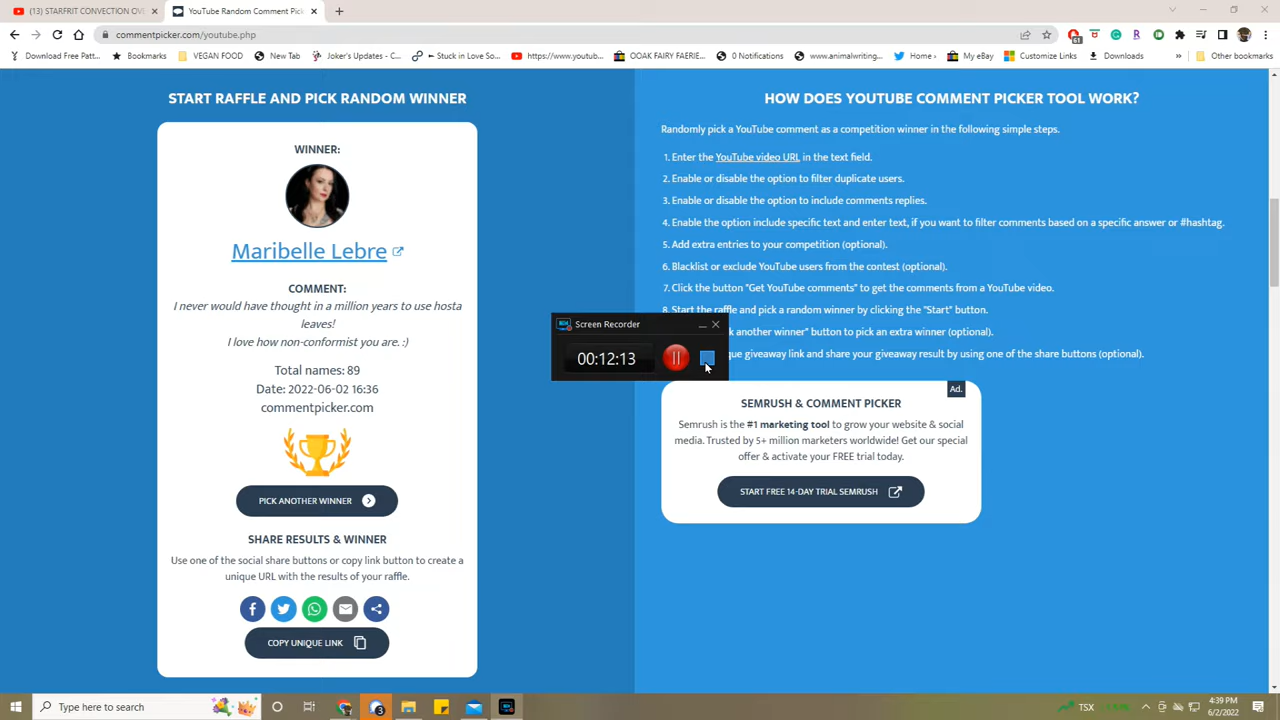 (13) STARFRIT CONVECTION OV
YouTube Random Comment Pick
commentpicker.com/youtube.php
61
Download Free Patt...
Bookmarks
VEGAN FOOD
New Tab
Joker's Updates - C...
← Stuck in Love So...
https://www.youtub...
OOAK FAIRY FAERIE...
0 Notifications
www.animalwriting...
Home ›
My eBay
Customize Links
Downloads
»
Other bookmarks
START RAFFLE AND PICK RANDOM WINNER
WINNER:
Maribelle Lebre
COMMENT:
I never would have thought in a million years to use hosta
leaves!
I love how non-conformist you are. :)
Total names: 89
Date: 2022-06-02 16:36
commentpicker.com
PICK ANOTHER WINNER
SHARE RESULTS & WINNER
Use one of the social share buttons or copy link button to create a
unique URL with the results of your raffle.
COPY UNIQUE LINK
HOW DOES YOUTUBE COMMENT PICKER TOOL WORK?
Randomly pick a YouTube comment as a competition winner in the following simple steps.
1. Enter the YouTube video URL in the text field.
2. Enable or disable the option to filter duplicate users.
3. Enable or disable the option to include comments replies.
4. Enable the option include specific text and enter text, if you want to filter comments based on a specific answer or #hashtag.
5. Add extra entries to your competition (optional).
6. Blacklist or exclude YouTube users from the contest (optional).
7. Click the button "Get YouTube comments" to get the comments from a YouTube video.
8. Start the raffle and pick a random winner by clicking the "Start" button.
k another winner" button to pick an extra winner (optional).
que giveaway link and share your giveaway result by using one of the share buttons (optional).
Screen Recorder
00:12:13
Ad.
SEMRUSH & COMMENT PICKER
Semrush is the #1 marketing tool to grow your website & social
media. Trusted by 5+ million marketers worldwide! Get our special
offer & activate your FREE trial today.
START FREE 14-DAY TRIAL SEMRUSH
Type here to search
3
TSX
4:39 PM
6/2/2022